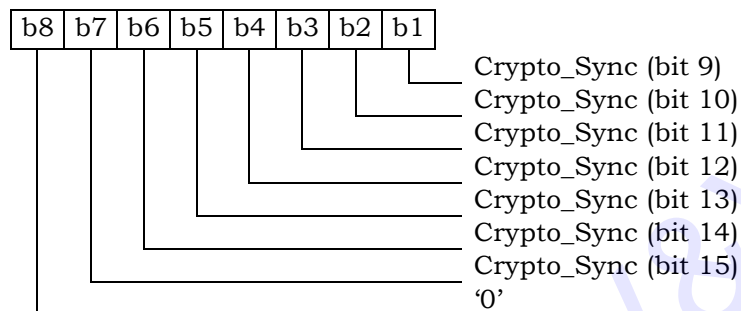 b8 b7 b6 b5 b4 b3 b2 b1
Crypto_Sync (bit 9)
Crypto_Sync (bit 10)
Crypto_Sync (bit 11)
Crypto_Sync (bit 12)
Crypto_Sync (bit 13)
Crypto_Sync (bit 14)
Crypto_Sync (bit 15)
‘0’